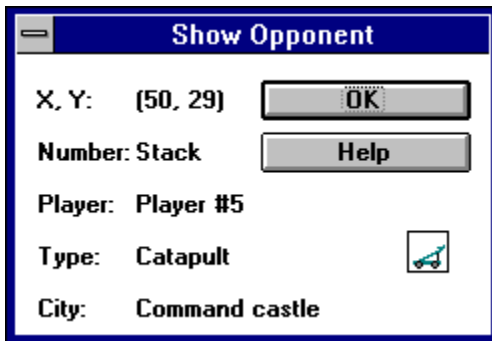 Show Opponent
X, Y: (50, 29) OK
Number: Stack Help
Player: Player #5
Type: Catapult
City: Command castle